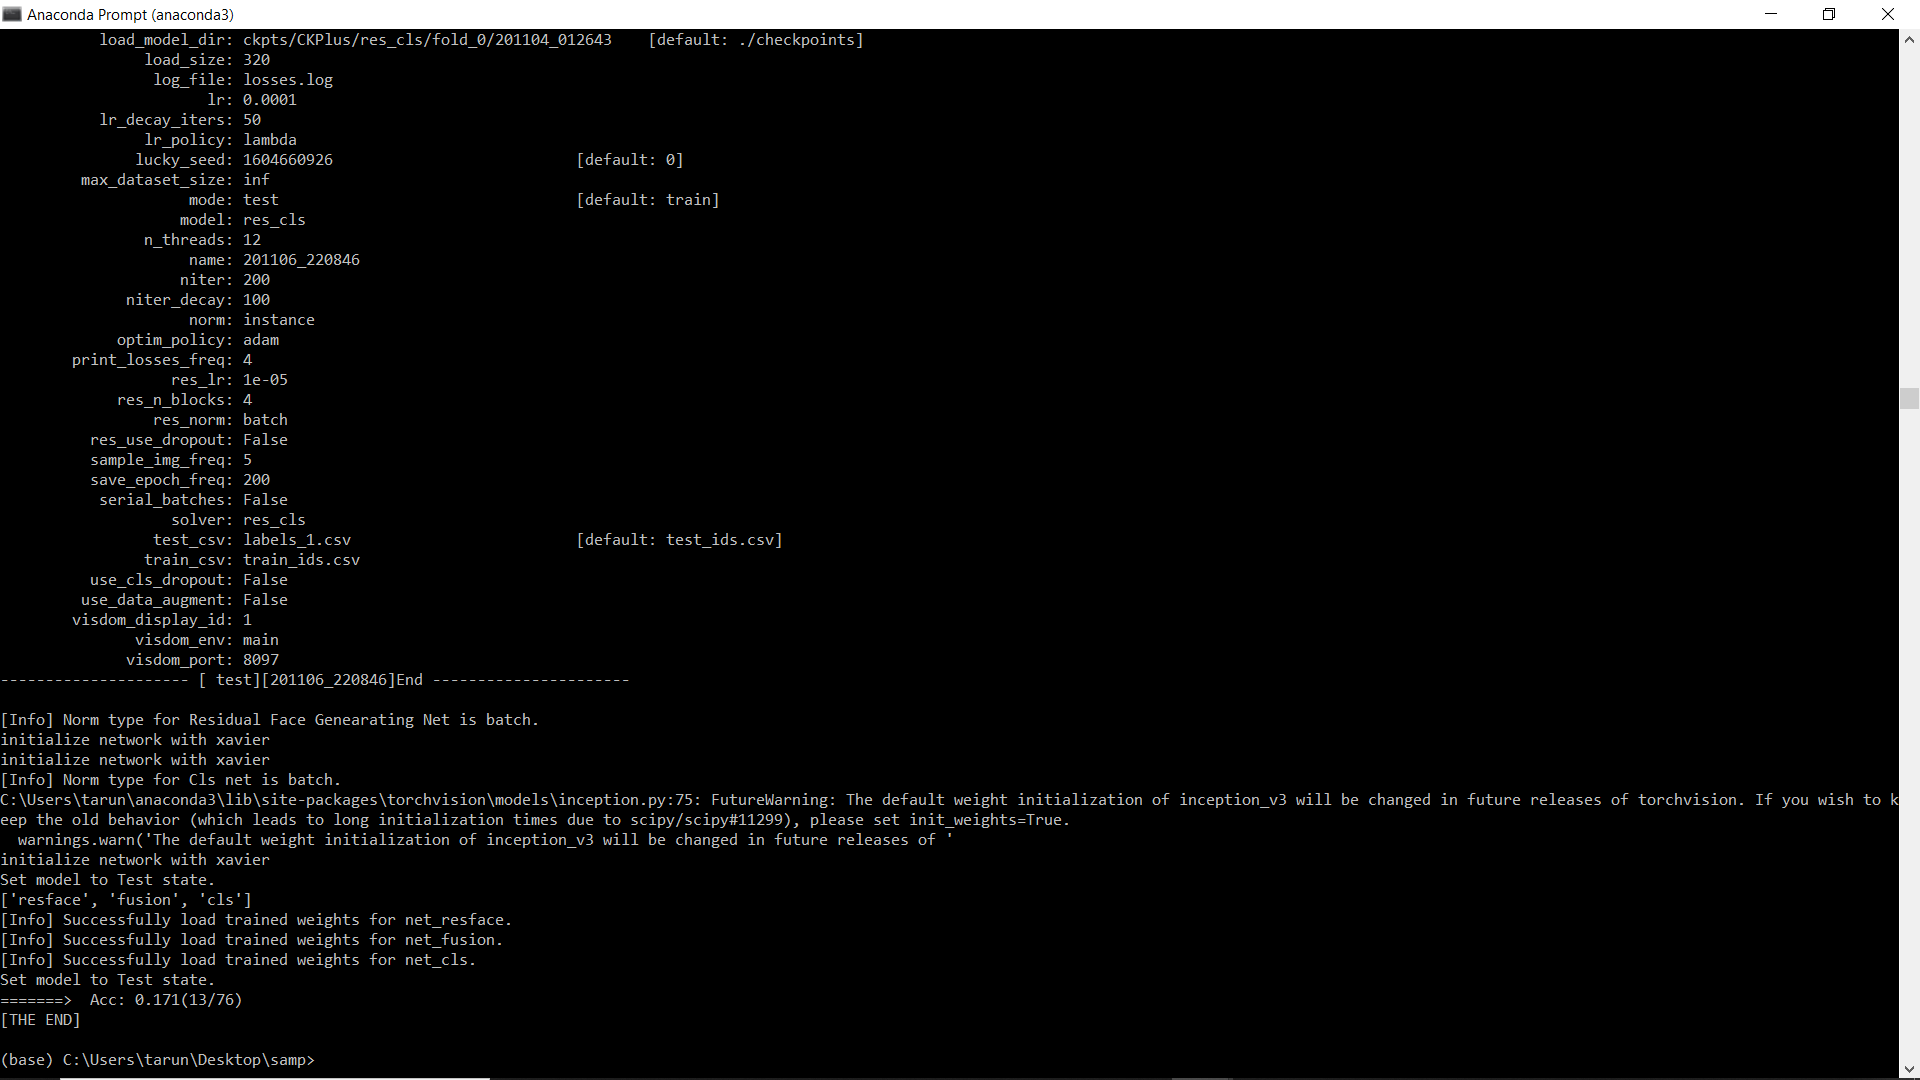 Anaconda Prompt (anaconda3)
load_model_dir: ckpts/CKPlus/res_cls/fold_0/201104_012643    [default: ./checkpoints]
load_size: 320
log_file: losses.log
lr: 0.0001
lr_decay_iters: 50
lr_policy: lambda
lucky_seed: 1604660926    [default: 0]
max_dataset_size: inf
mode: test    [default: train]
model: res_cls
n_threads: 12
name: 201106_220846
niter: 200
niter_decay: 100
norm: instance
optim_policy: adam
print_losses_freq: 4
res_lr: 1e-05
res_n_blocks: 4
res_norm: batch
res_use_dropout: False
sample_img_freq: 5
save_epoch_freq: 200
serial_batches: False
solver: res_cls
test_csv: labels_1.csv    [default: test_ids.csv]
train_csv: train_ids.csv
use_cls_dropout: False
use_data_augment: False
visdom_display_id: 1
visdom_env: main
visdom_port: 8097
--------------------- [ test][201106_220846]End ----------------------
[Info] Norm type for Residual Face Genearating Net is batch.
initialize network with xavier
initialize network with xavier
[Info] Norm type for Cls net is batch.
C:\Users\tarun\anaconda3\lib\site-packages\torchvision\models\inception.py:75: FutureWarning: The default weight initialization of inception_v3 will be changed in future releases of torchvision. If you wish to k
eep the old behavior (which leads to long initialization times due to scipy/scipy#11299), please set init_weights=True.
warnings.warn('The default weight initialization of inception_v3 will be changed in future releases of '
initialize network with xavier
Set model to Test state.
['resface', 'fusion', 'cls']
[Info] Successfully load trained weights for net_resface.
[Info] Successfully load trained weights for net_fusion.
[Info] Successfully load trained weights for net_cls.
Set model to Test state.
=======>  Acc: 0.171(13/76)
[THE END]
(base) C:\Users\tarun\Desktop\samp>